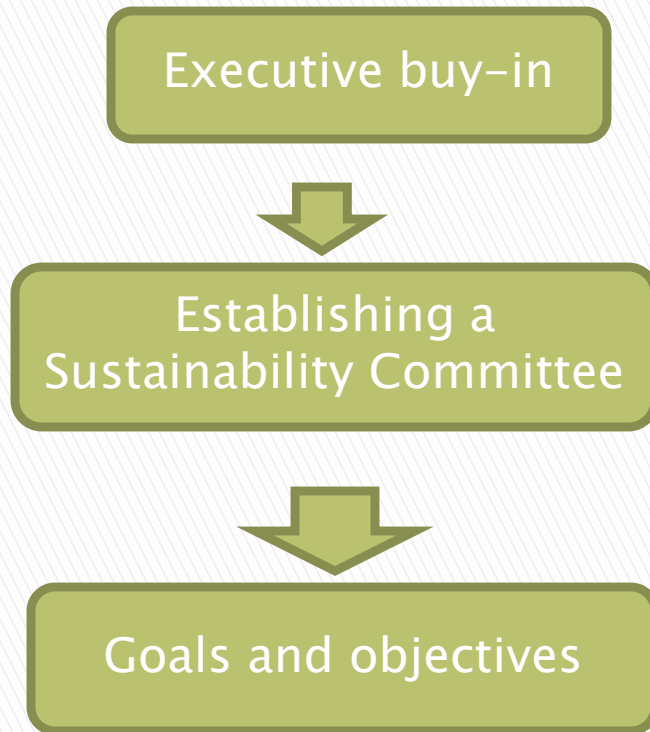 Executive buy-in
Establishing a
Sustainability Committee
Goals and objectives